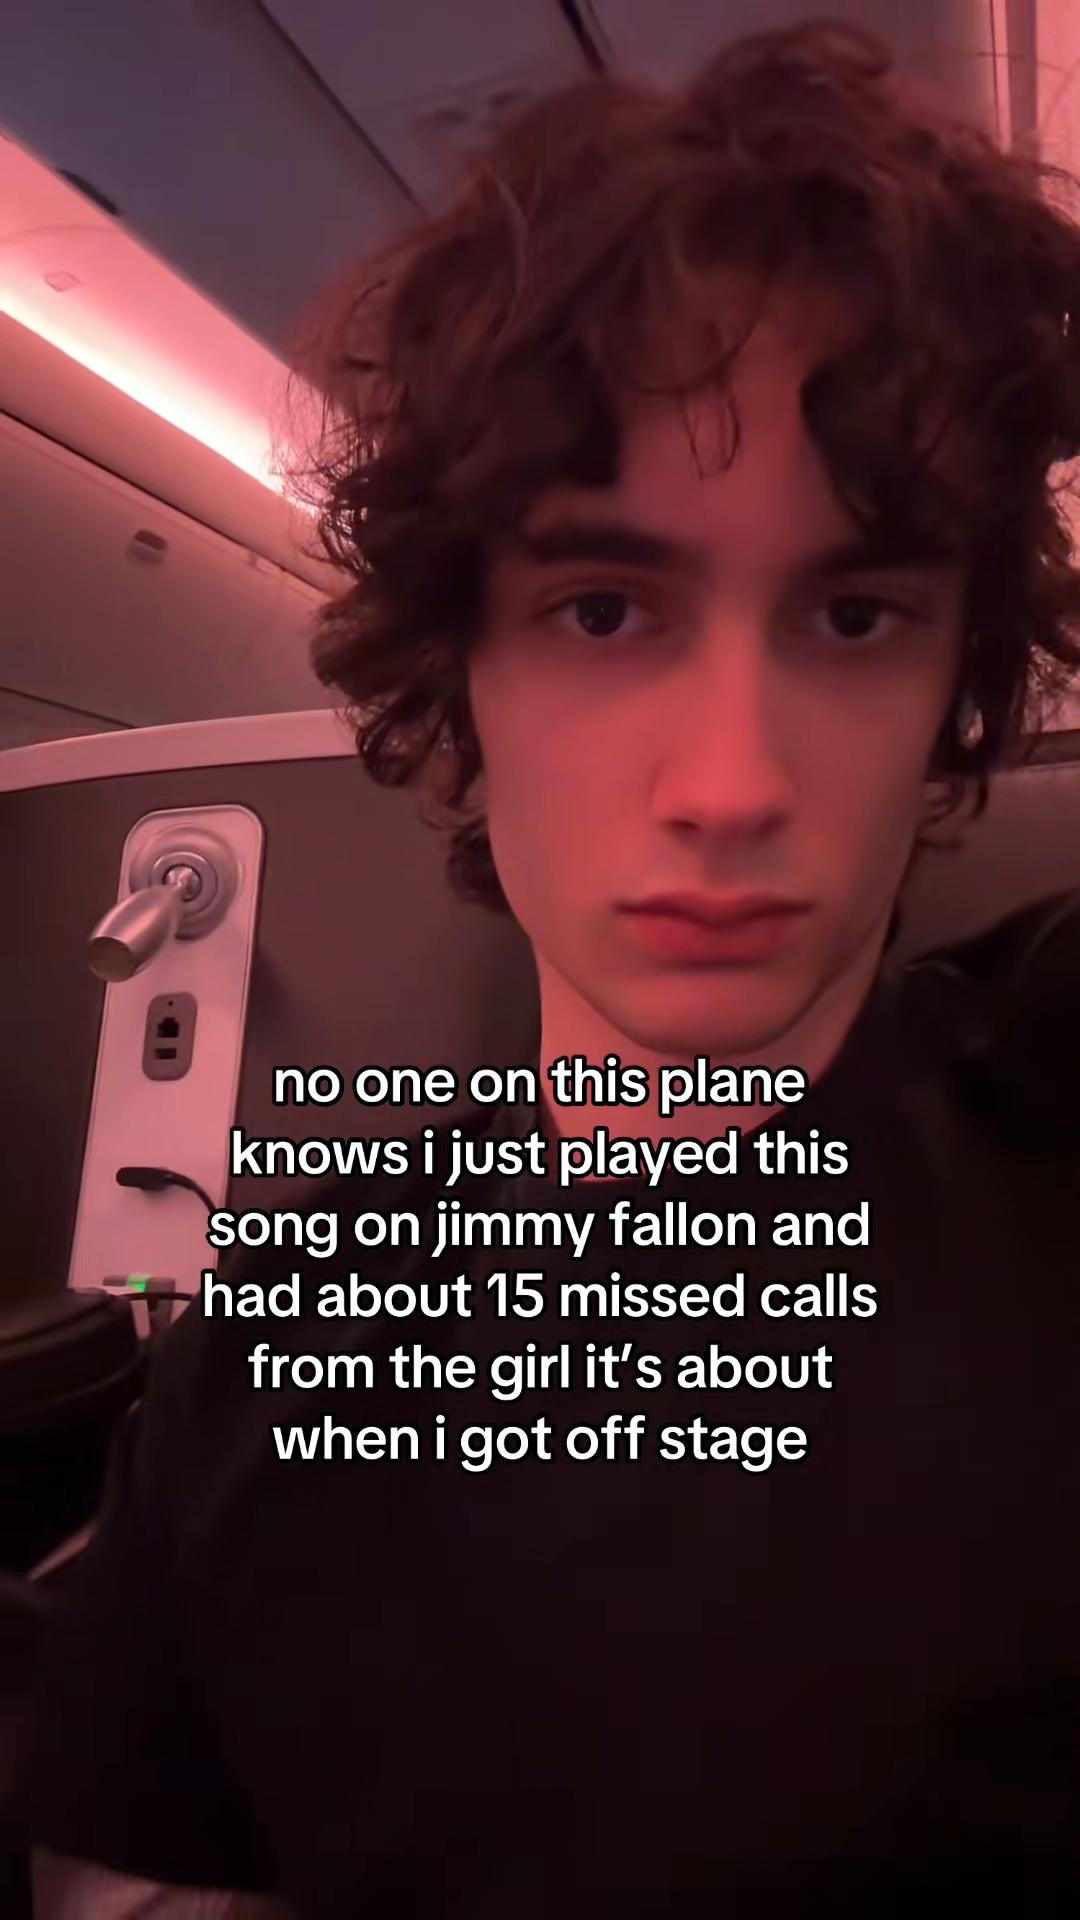 no one on this plane
knows i just played this
song on jimmy fallon and
had about 15 missed calls
from the girl it’s about
when i got off stage